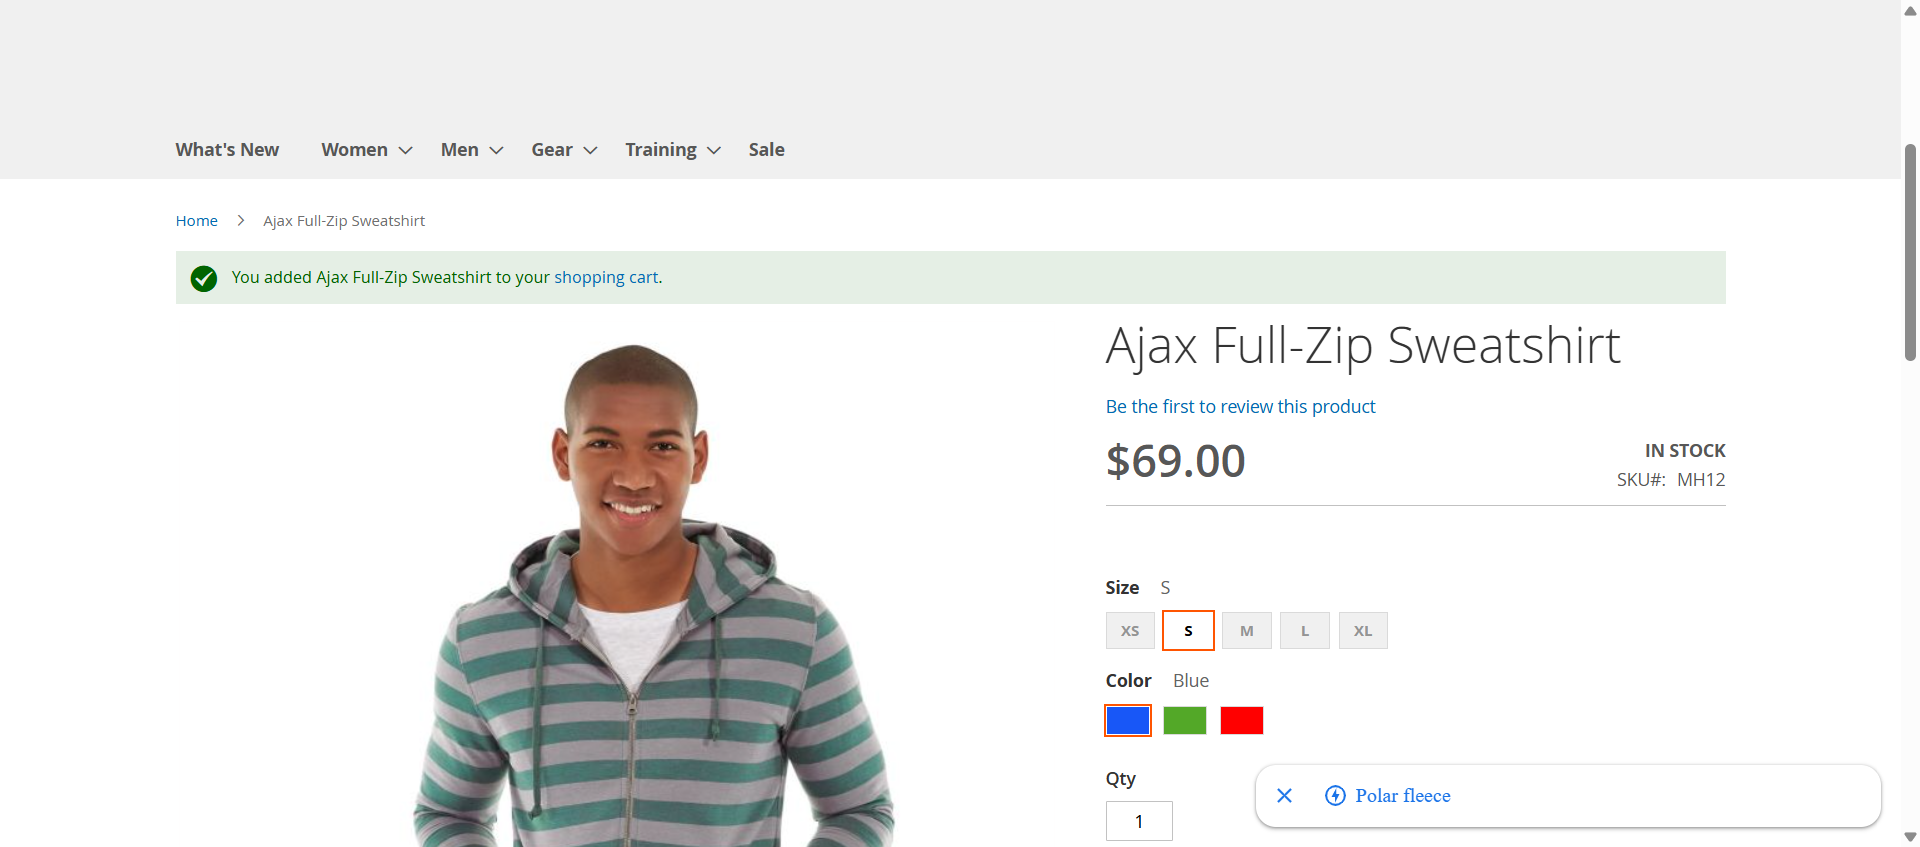 What's New Women Men Gear Training Sale
Home Ajax Full-Zip Sweatshirt
You added Ajax Full-Zip Sweatshirt to your shopping cart.
Ajax Full-Zip Sweatshirt
Be the first to review this product
$69.00
IN STOCK
SKU#: MH12
Size S
XS S M L XL
Color Blue
Qty
1
Polar fleece